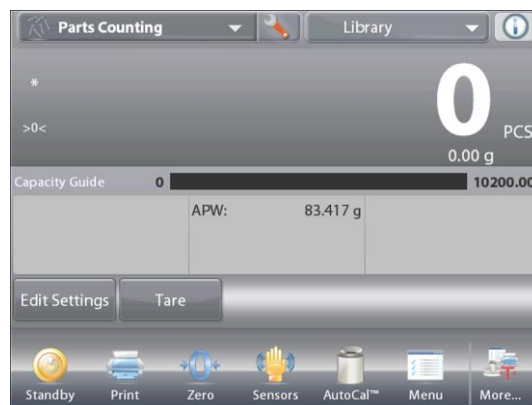 Parts Counting
Library
*
>0<
0
PCS
0.00 g
Capacity Guide 0 10200.00
APW: 83.417 g
Edit Settings Tare
Standby Print Zero Sensors AutoCal™ Menu More...